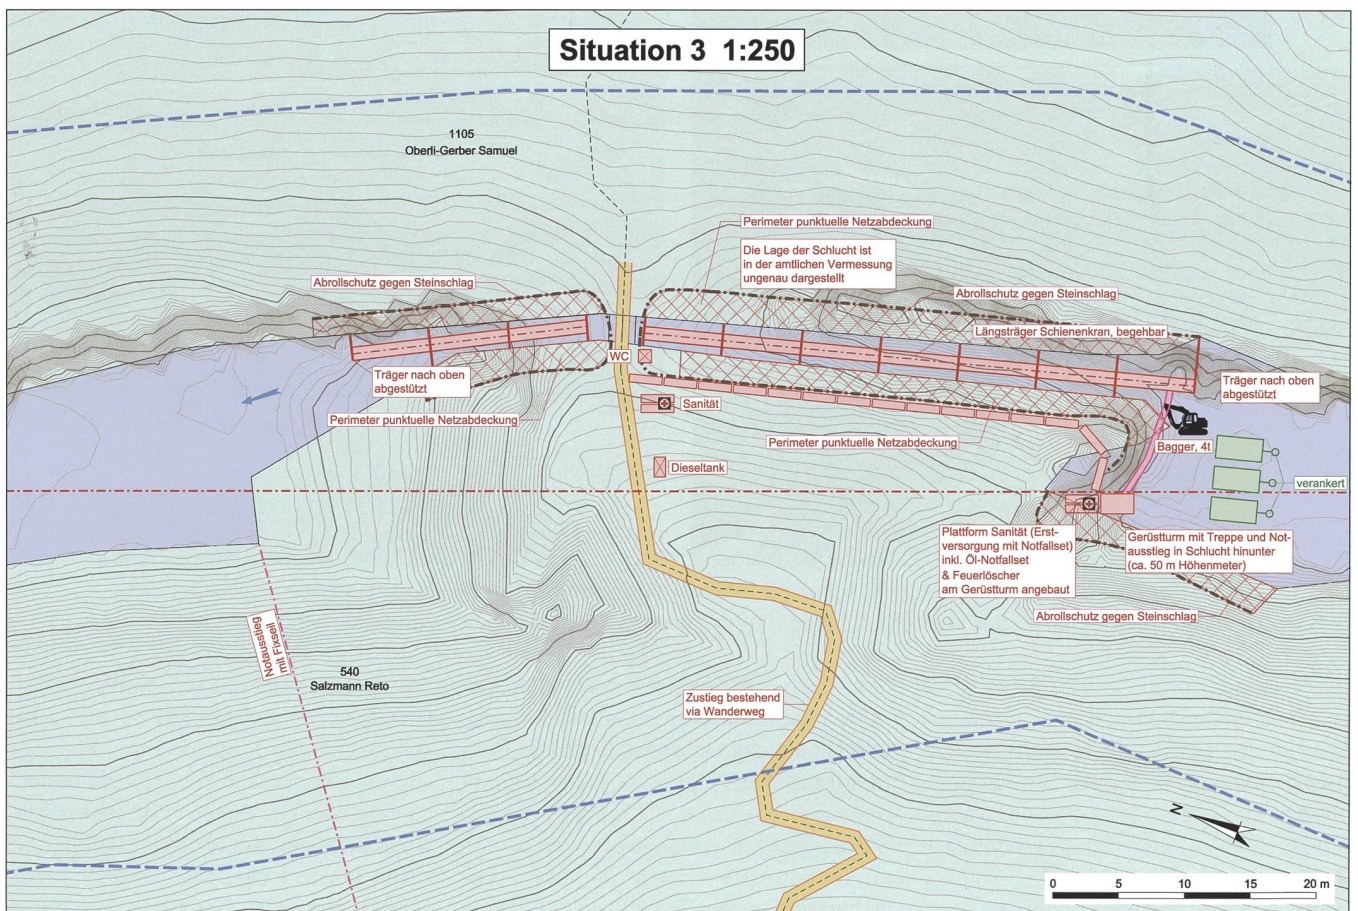 Situation 3 1:250
1105
Oberli-Gerber Samuel
Perimeter punktuelle Netzabdeckung
Die Lage der Schlucht ist
in der amtlichen Vermessung
ungenau dargestellt
Abrollschutz gegen Steinschlag
Abrollschutz gegen Steinschlag
Längsträger Schienenkran, begehbar
WC
Träger nach oben
abgestützt
Träger nach oben
abgestützt
Sanität
Perimeter punktuelle Netzabdeckung
Perimeter punktuelle Netzabdeckung
Bagger, 4t
Dieseltank
verankert
Plattform Sanität (Erst-
versorgung mit Notfallset)
inkl. Öl-Notfallset
& Feuerlöscher
am Gerüstturm angebaut
Gerüstturm mit Treppe und Not-
ausstieg in Schlucht hinunter
(ca. 50 m Höhenmeter)
Abrollschutz gegen Steinschlag
Notausstieg
mit Fixseil
540
Salzmann Reto
Zustieg bestehend
via Wanderweg
N
0 5 10 15 20 m